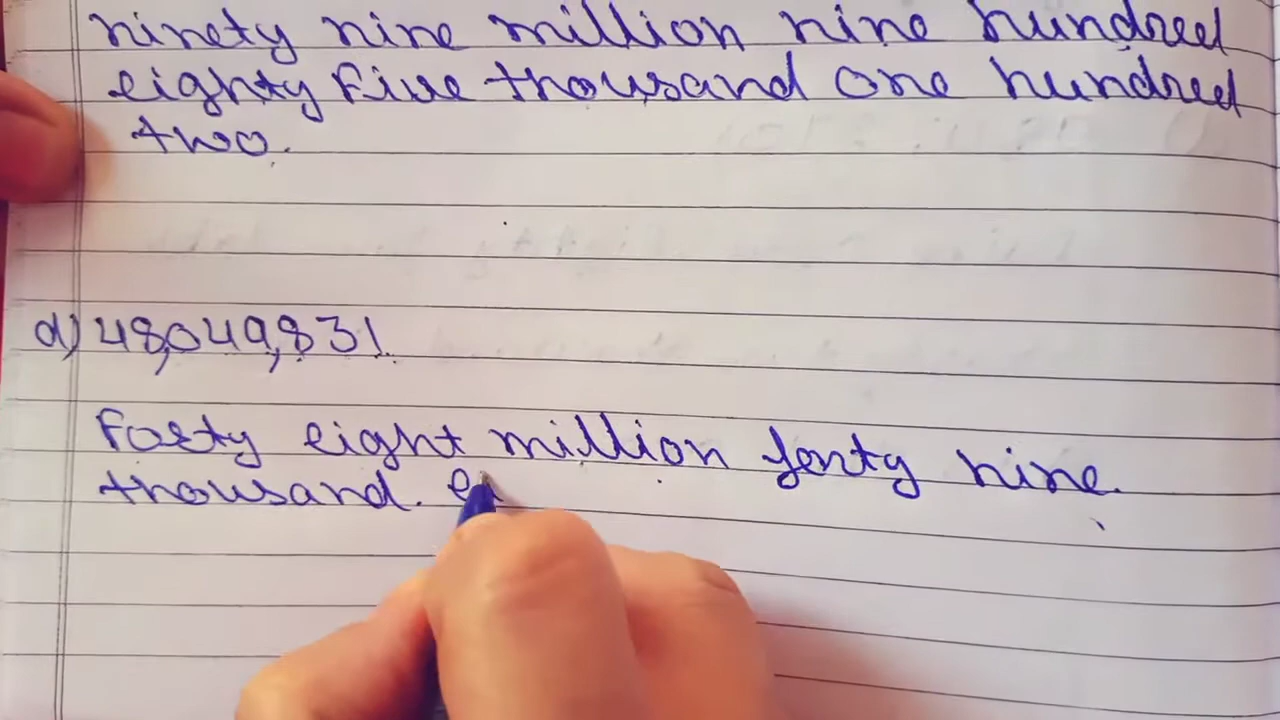 ninety nine million nine hundred
eighty five thousand one hundred
two.
d) 48,049,831.
Forty eight million fonty nine
thousand. e